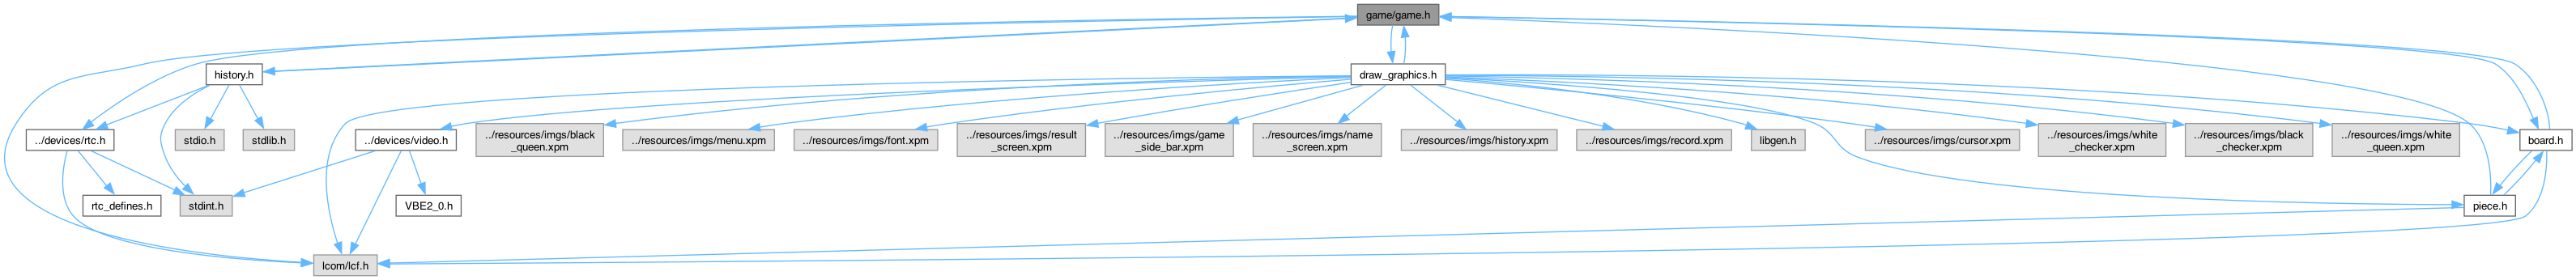 game/game.h
history.h
draw_graphics.h
../devices/rtc.h
stdio.h
stdlib.h
../devices/video.h
../resources/imgs/black
_queen.xpm
../resources/imgs/menu.xpm
../resources/imgs/font.xpm
../resources/imgs/result
_screen.xpm
../resources/imgs/game
_side_bar.xpm
../resources/imgs/name
_screen.xpm
../resources/imgs/history.xpm
../resources/imgs/record.xpm
libgen.h
../resources/imgs/cursor.xpm
../resources/imgs/white
_checker.xpm
../resources/imgs/black
_checker.xpm
../resources/imgs/white
_queen.xpm
board.h
rtc_defines.h
stdint.h
VBE2_0.h
piece.h
lcom/lcf.h